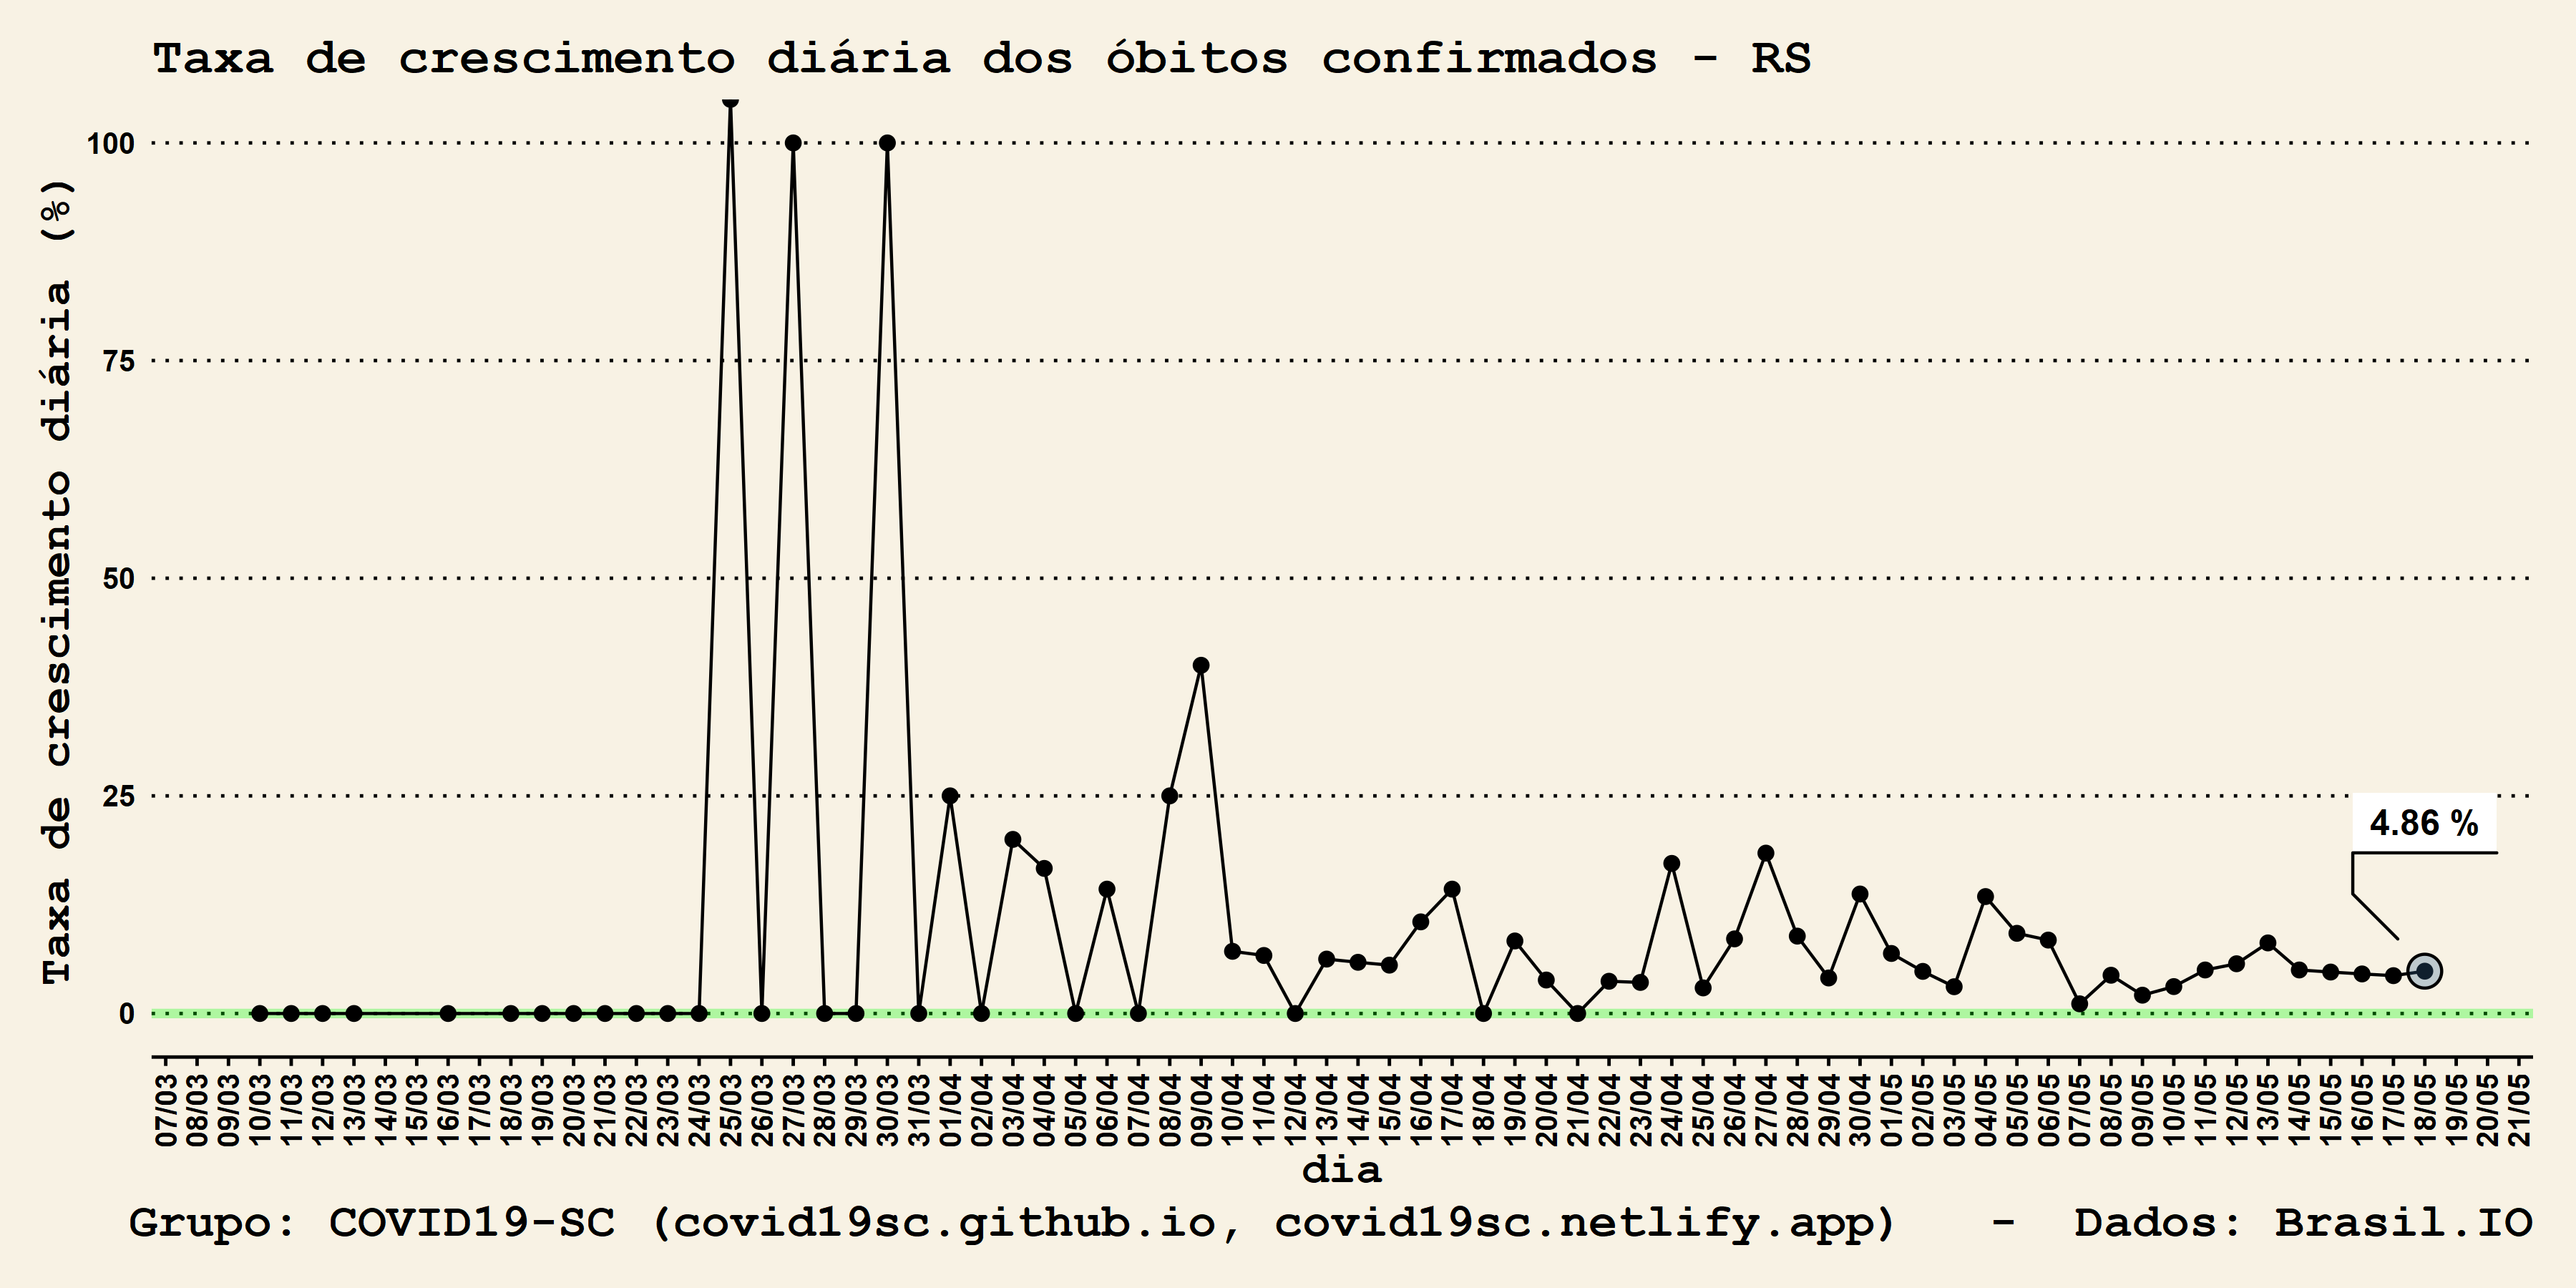 Taxa de crescimento diária dos óbitos confirmados - RS
Taxa de crescimento diária (%)
100
75
50
25
0
4.86 %
07/03 08/03 09/03 10/03 11/03 12/03 13/03 14/03 15/03 16/03 17/03 18/03 19/03 20/03 21/03 22/03 23/03 24/03 25/03 26/03 27/03 28/03 29/03 30/03 31/03 01/04 02/04 03/04 04/04 05/04 06/04 07/04 08/04 09/04 10/04 11/04 12/04 13/04 14/04 15/04 16/04 17/04 18/04 19/04 20/04 21/04 22/04 23/04 24/04 25/04 26/04 27/04 28/04 29/04 30/04 01/05 02/05 03/05 04/05 05/05 06/05 07/05 08/05 09/05 10/05 11/05 12/05 13/05 14/05 15/05 16/05 17/05 18/05 19/05 20/05 21/05
dia
Grupo: COVID19-SC (covid19sc.github.io, covid19sc.netlify.app) - Dados: Brasil.IO